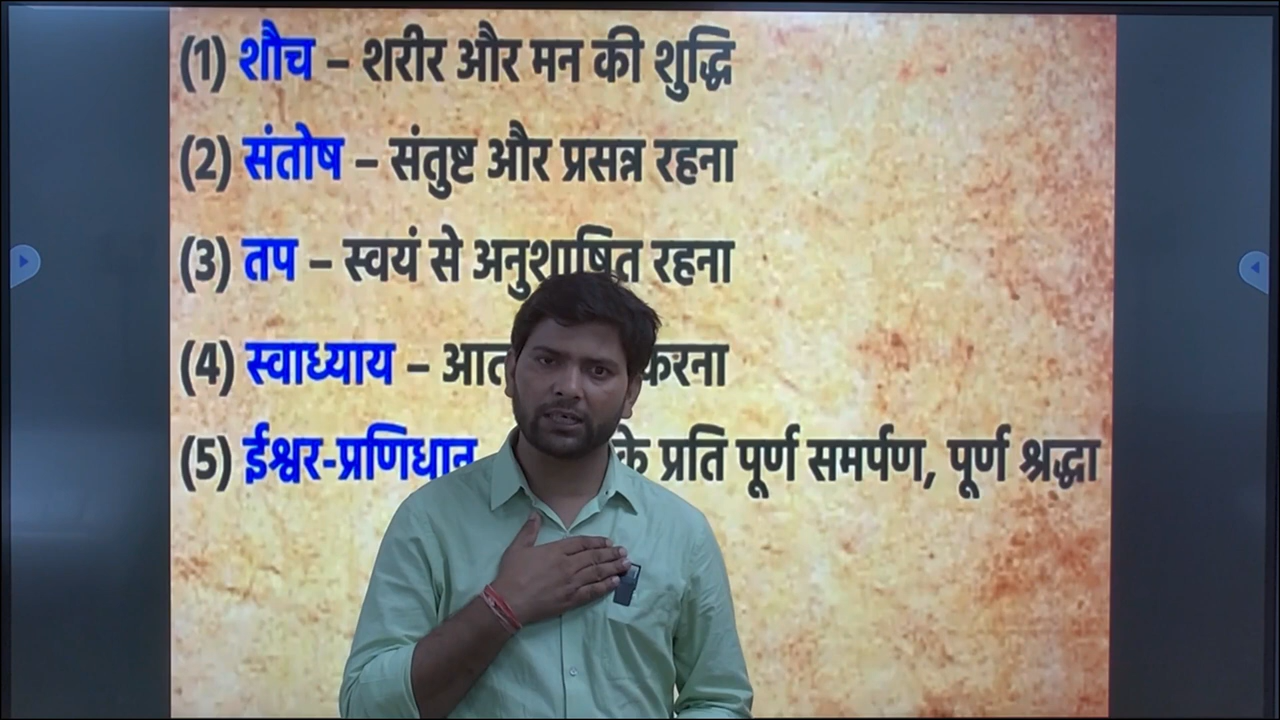 (1) शौच – शरीर और मन की शुद्धि
(2) संतोष – संतुष्ट और प्रसन्न रहना
(3) तप – स्वयं से अनुशाषित रहना
(4) स्वाध्याय – करना
(5) ईश्वर-प्रणिधान के प्रति पूर्ण समर्पण, पूर्ण श्रद्धा